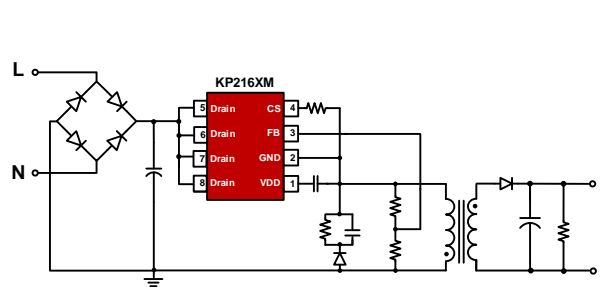 KP216XM
L
N
5 Drain CS 4
6 Drain FB 3
7 Drain GND 2
8 Drain VDD 1